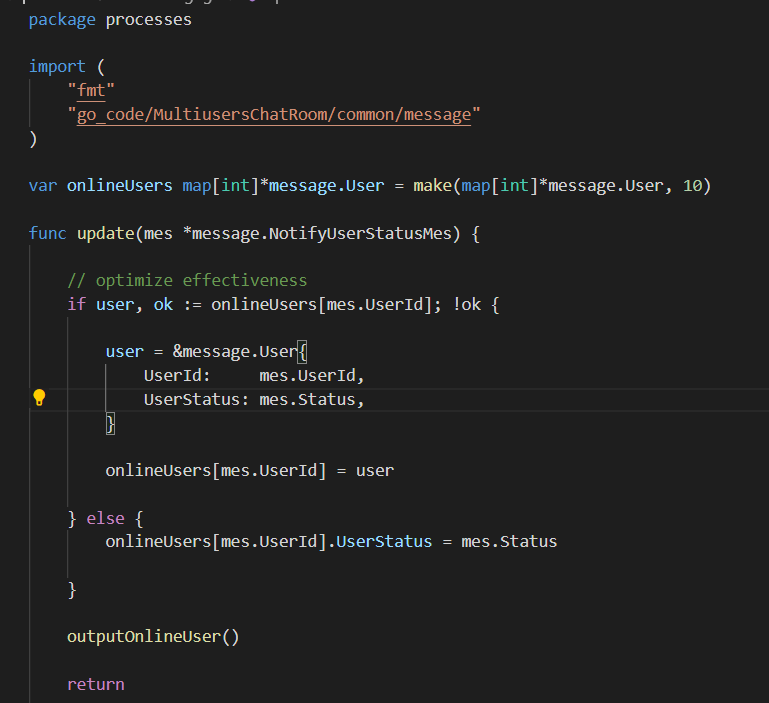 package processes
import (
"fmt"
"go_code/MultiusersChatRoom/common/message"
)
var onlineUsers map[int]*message.User = make(map[int]*message.User, 10)
func update(mes *message.NotifyUserStatusMes) {
// optimize effectiveness
if user, ok := onlineUsers[mes.UserId]; !ok {
user = &message.User{
UserId:     mes.UserId,
UserStatus: mes.Status,
}
onlineUsers[mes.UserId] = user
} else {
onlineUsers[mes.UserId].UserStatus = mes.Status
}
outputOnlineUser()
return